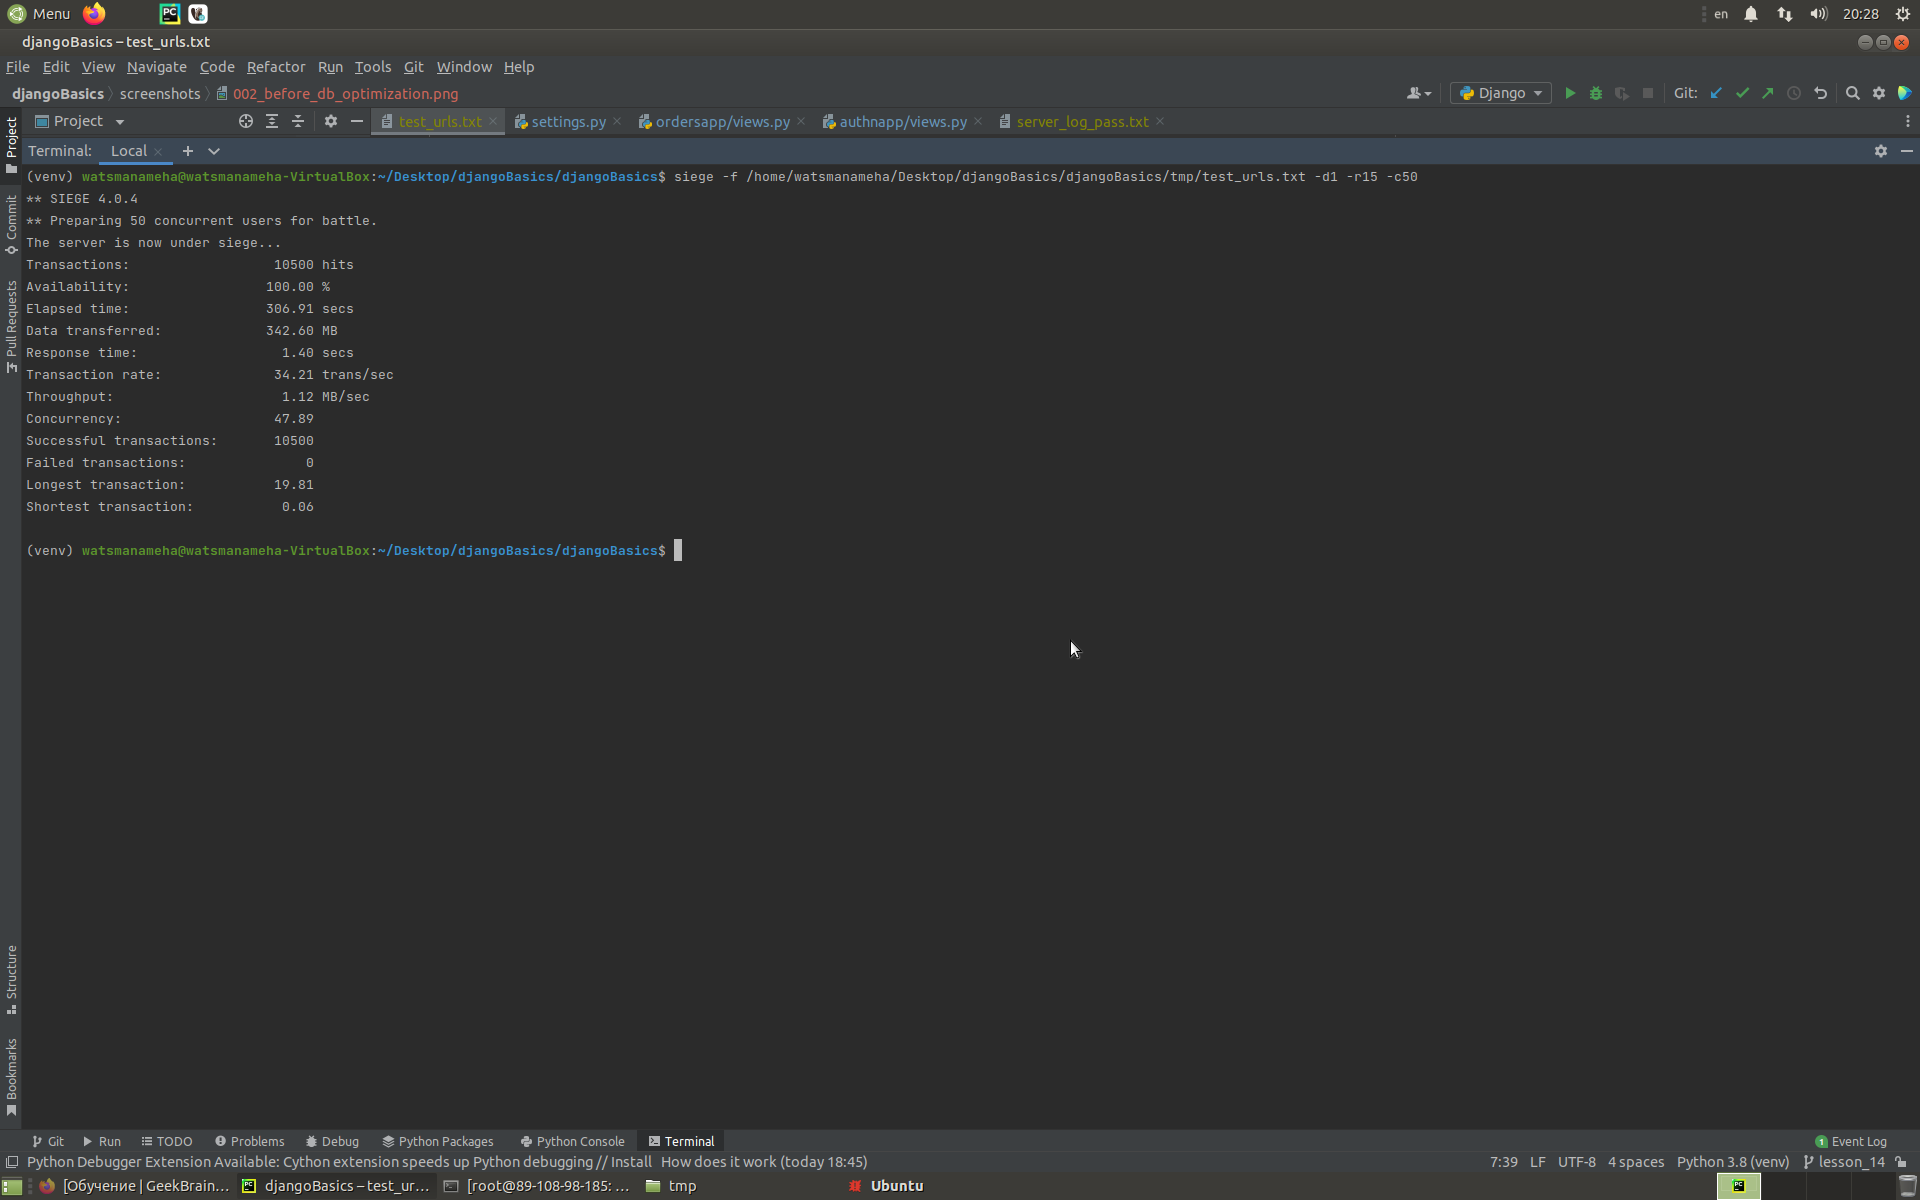 Menu
en 20:28
djangoBasics – test_urls.txt
File Edit View Navigate Code Refactor Run Tools Git Window Help
djangoBasics screenshots 002_before_db_optimization.png Django Git:
Project test_urls.txt settings.py ordersapp/views.py authnapp/views.py server_log_pass.txt
Terminal: Local
(venv) watsmanameha@watsmanameha-VirtualBox:~/Desktop/djangoBasics/djangoBasics$ siege -f /home/watsmanameha/Desktop/djangoBasics/djangoBasics/tmp/test_urls.txt -d1 -r15 -c50
** SIEGE 4.0.4
** Preparing 50 concurrent users for battle.
The server is now under siege...
Transactions: 10500 hits
Availability: 100.00 %
Elapsed time: 306.91 secs
Data transferred: 342.60 MB
Response time: 1.40 secs
Transaction rate: 34.21 trans/sec
Throughput: 1.12 MB/sec
Concurrency: 47.89
Successful transactions: 10500
Failed transactions: 0
Longest transaction: 19.81
Shortest transaction: 0.06
(venv) watsmanameha@watsmanameha-VirtualBox:~/Desktop/djangoBasics/djangoBasics$
Project
Commit
Pull Requests
Structure
Bookmarks
Git Run TODO Problems Debug Python Packages Python Console Terminal 1 Event Log
Python Debugger Extension Available: Cython extension speeds up Python debugging // Install How does it work (today 18:45) 7:39 LF UTF-8 4 spaces Python 3.8 (venv) lesson_14
[Обучение | GeekBrain... djangoBasics – test_ur... [root@89-108-98-185: ... tmp Ubuntu